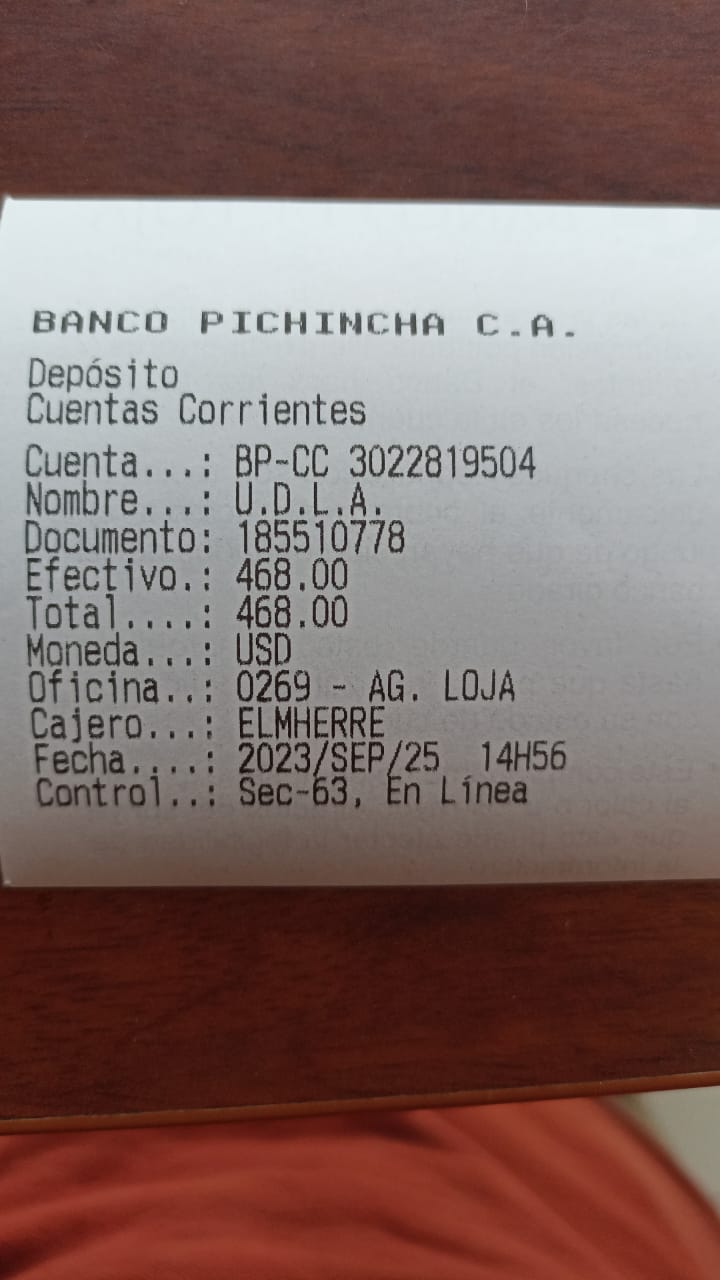 BANCO PICHINCHA C.A.
Depósito
Cuentas Corrientes
Cuenta...: BP-CC 3022819504
Nombre...: U.D.L.A.
Documento: 185510778
Efectivo.: 468.00
Total....: 468.00
Moneda...: USD
Oficina..: 0269 - AG. LOJA
Cajero...: ELMHERRE
Fecha....: 2023/SEP/25  14H56
Control..: Sec-63, En Línea